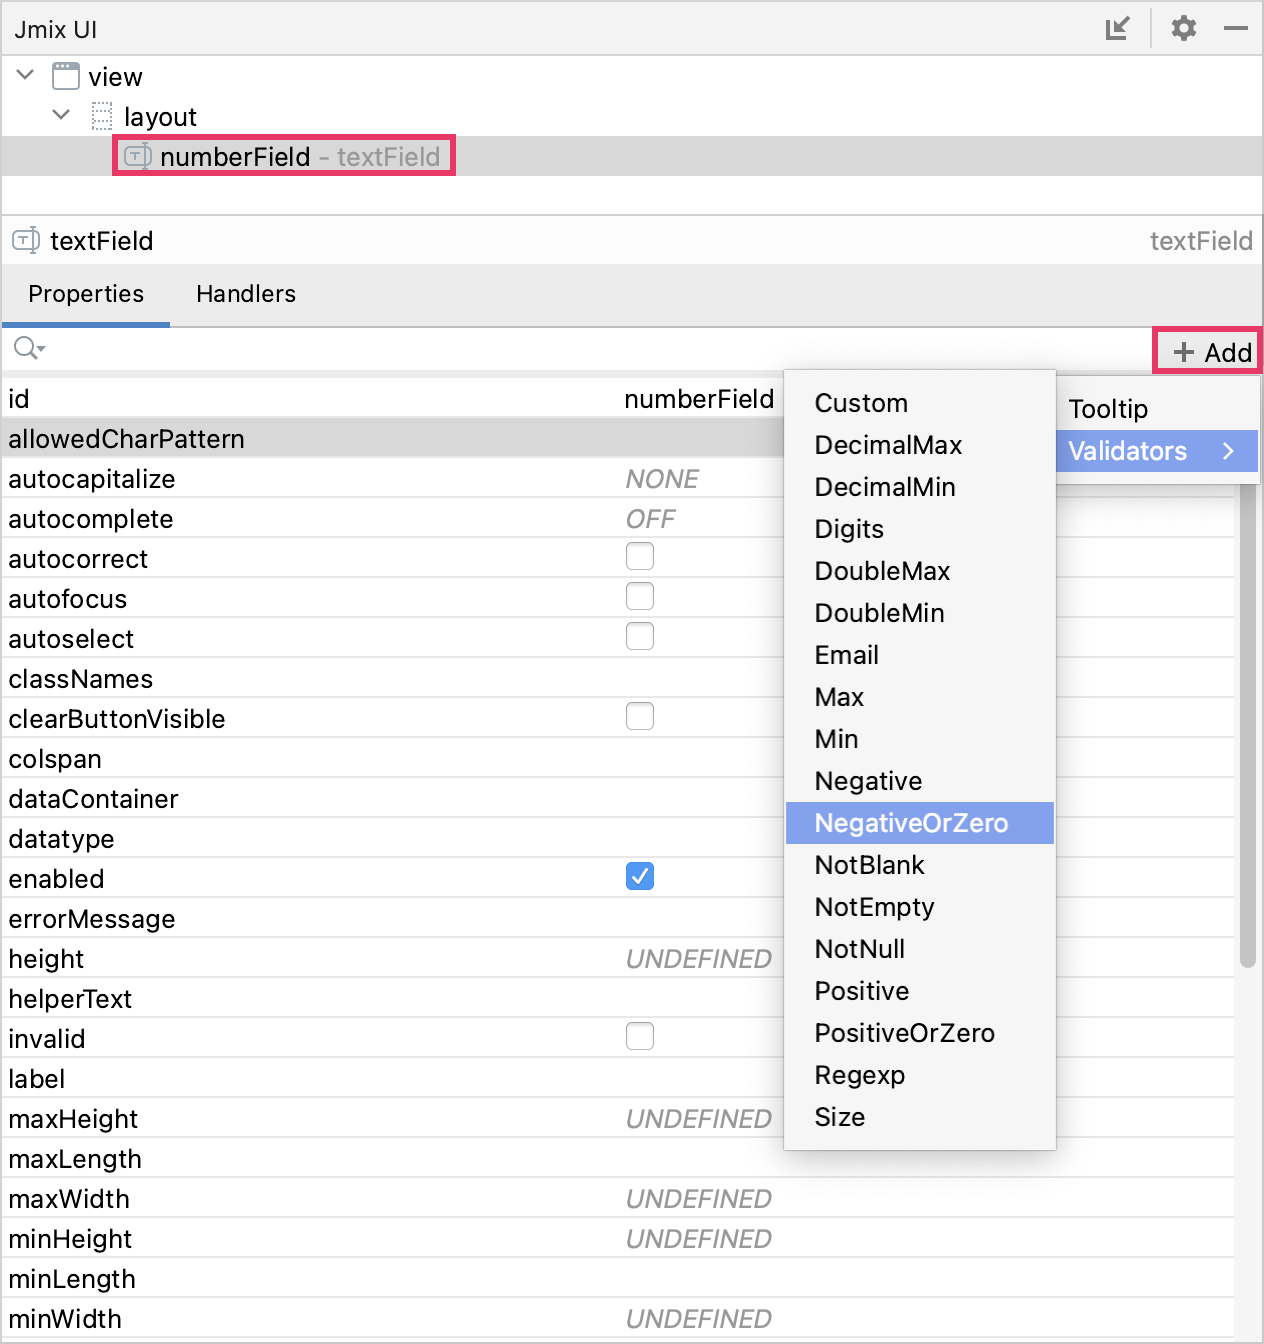 Jmix UI
view
layout
numberField - textField
textField textField
Properties Handlers
+ Add
id numberField
allowedCharPattern
autocapitalize NONE
autocomplete OFF
autocorrect
autofocus
autoselect
classNames
clearButtonVisible
colspan
dataContainer
datatype
enabled
errorMessage
height UNDEFINED
helperText
invalid
label
maxHeight UNDEFINED
maxLength
maxWidth UNDEFINED
minHeight UNDEFINED
minLength
minWidth UNDEFINED
Tooltip
Validators
Custom
DecimalMax
DecimalMin
Digits
DoubleMax
DoubleMin
Email
Max
Min
Negative
NegativeOrZero
NotBlank
NotEmpty
NotNull
Positive
PositiveOrZero
Regexp
Size